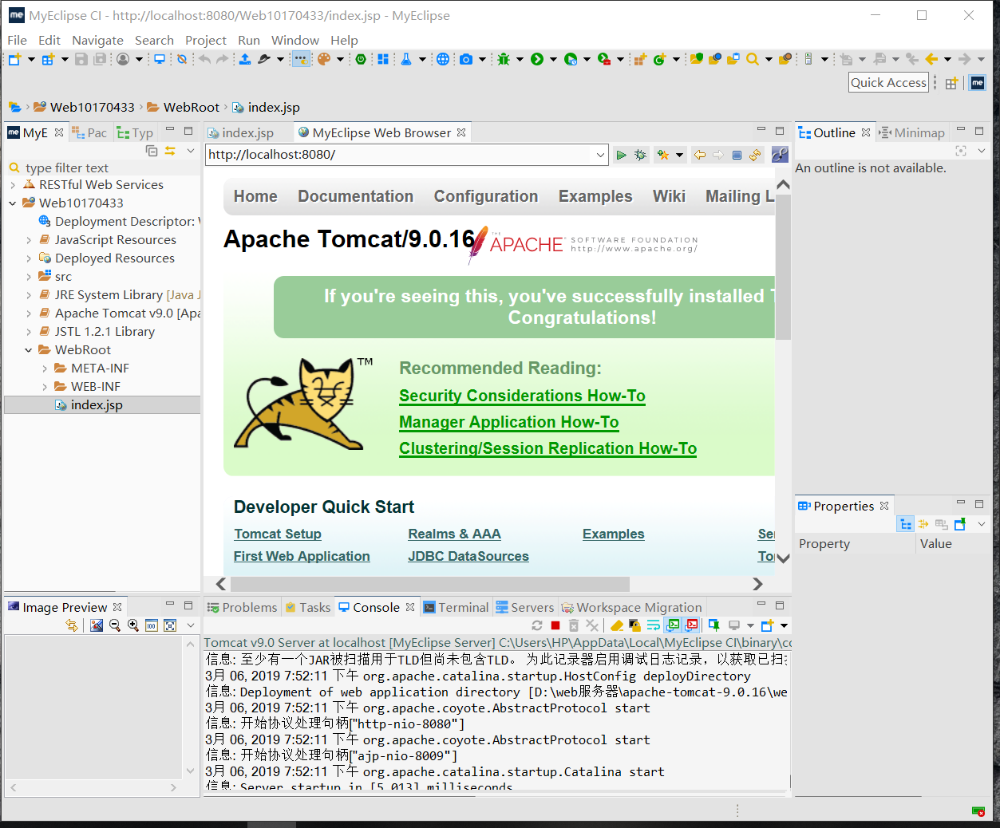 MyEclipse CI - http://localhost:8080/Web10170433/index.jsp - MyEclipse
File Edit Navigate Search Project Run Window Help
Quick Access
Web10170433 WebRoot index.jsp
MyE Pac Typ
type filter text
RESTful Web Services
Web10170433
Deployment Descriptor:
JavaScript Resources
Deployed Resources
src
JRE System Library [Java J
Apache Tomcat v9.0 [Apa
JSTL 1.2.1 Library
WebRoot
META-INF
WEB-INF
index.jsp
index.jsp MyEclipse Web Browser
http://localhost:8080/
Home Documentation Configuration Examples Wiki Mailing L
Apache Tomcat/9.0.16
THE APACHE SOFTWARE FOUNDATION
http://www.apache.org/
If you're seeing this, you've successfully installed T
Congratulations!
TM
Recommended Reading:
Security Considerations How-To
Manager Application How-To
Clustering/Session Replication How-To
Developer Quick Start
Tomcat Setup Realms & AAA Examples Se
First Web Application JDBC DataSources To
Outline Minimap
An outline is not available.
Properties
Property Value
Image Preview
Problems Tasks Console Terminal Servers Workspace Migration
Tomcat v9.0 Server at localhost [MyEclipse Server] C:\Users\HP\AppData\Local\MyEclipse CI\binary\co
信息: 至少有一个JAR被扫描用于TLD但尚未包含TLD。 为此记录器启用调试日志记录，以获取已扫
3月 06, 2019 7:52:11 下午 org.apache.catalina.startup.HostConfig deployDirectory
信息: Deployment of web application directory [D:\web服务器\apache-tomcat-9.0.16\we
3月 06, 2019 7:52:11 下午 org.apache.coyote.AbstractProtocol start
信息: 开始协议处理句柄["http-nio-8080"]
3月 06, 2019 7:52:11 下午 org.apache.coyote.AbstractProtocol start
信息: 开始协议处理句柄["ajp-nio-8009"]
3月 06, 2019 7:52:11 下午 org.apache.catalina.startup.Catalina start
信息: Server startup in [5,013] milliseconds